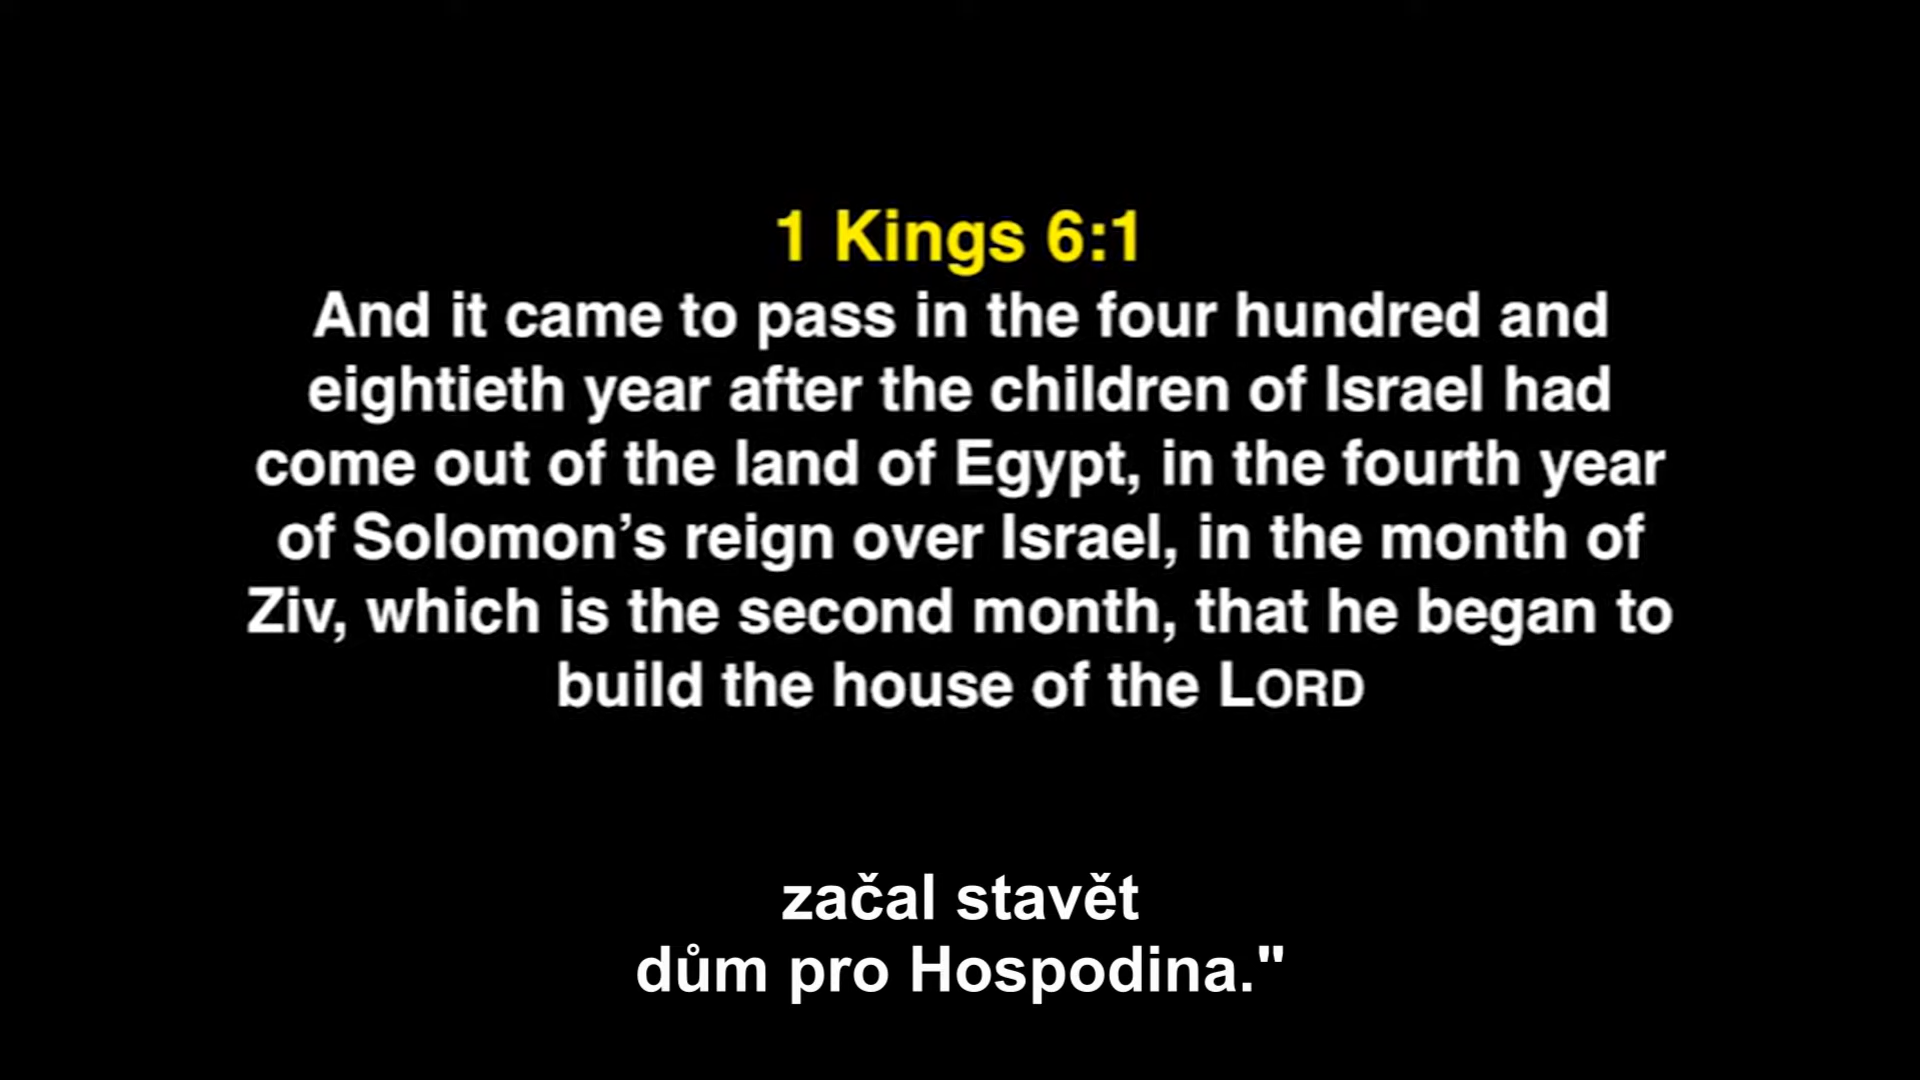 1 Kings 6:1
And it came to pass in the four hundred and
eightieth year after the children of Israel had
come out of the land of Egypt, in the fourth year
of Solomon’s reign over Israel, in the month of
Ziv, which is the second month, that he began to
build the house of the LORD
začal stavět
dům pro Hospodina."